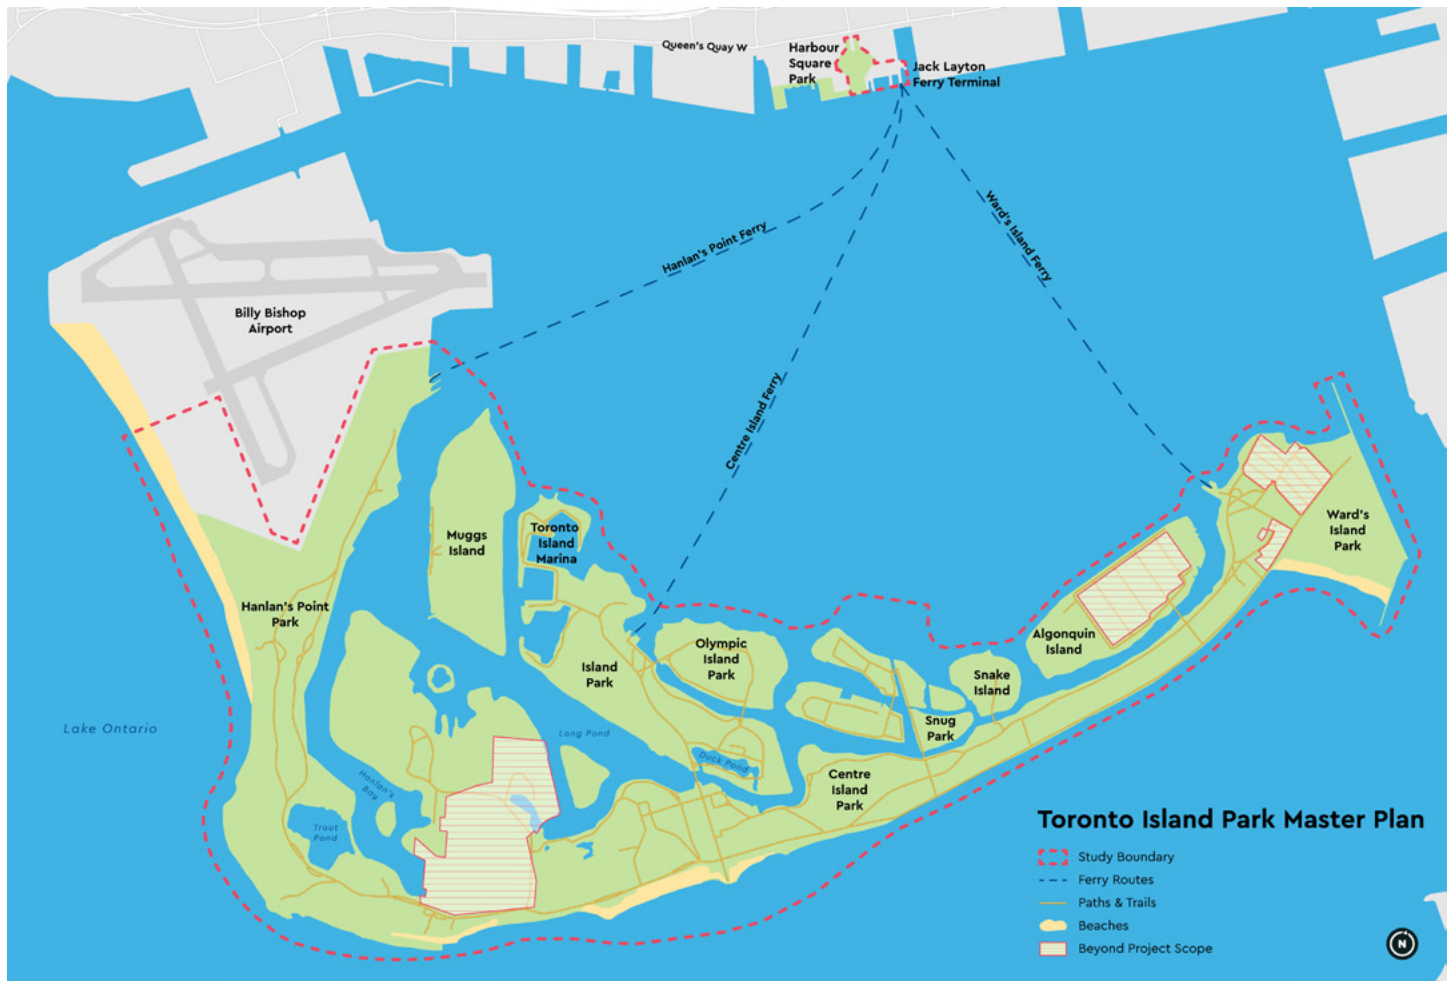 Queen's Quay W
Harbour
Square
Park
Jack Layton
Ferry Terminal
Hanlan's Point Ferry
Ward's Island Ferry
Centre Island Ferry
Billy Bishop
Airport
Muggs
Island
Toronto
Island
Marina
Ward's
Island
Park
Hanlan's Point
Park
Island
Park
Olympic
Island
Park
Algonquin
Island
Snake
Island
Snug
Park
Lake Ontario
Long Pond
Duck Pond
Hanlan's
Bay
Centre
Island
Park
Trout
Pond
Toronto Island Park Master Plan
Study Boundary
Ferry Routes
Paths & Trails
Beaches
Beyond Project Scope
N